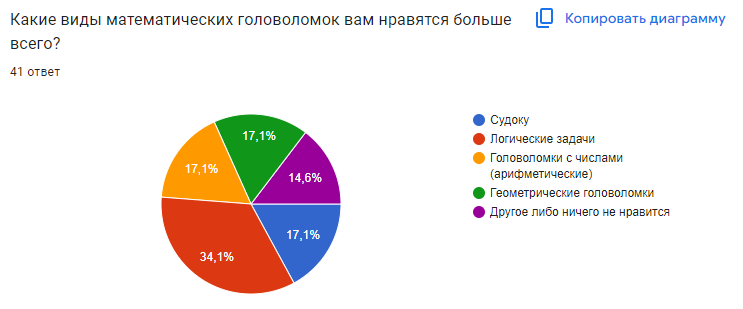 Какие виды математических головоломок вам нравятся больше
всего?
Копировать диаграмму
41 ответ
17,1%
14,6%
17,1%
17,1%
34,1%
Судоку
Логические задачи
Головоломки с числами
(арифметические)
Геометрические головоломки
Другое либо ничего не нравится